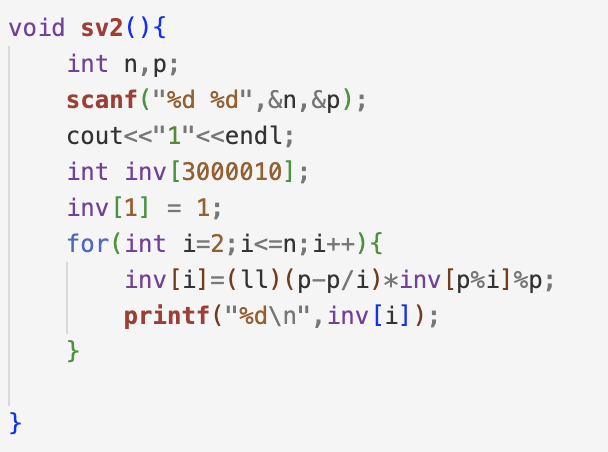 void sv2(){
    int n,p;
    scanf("%d %d",&n,&p);
    cout<<"1"<<endl;
    int inv[3000010];
    inv[1] = 1;
    for(int i=2;i<=n;i++){
        inv[i]=(ll)(p-p/i)*inv[p%i]%p;
        printf("%d\n",inv[i]);
    }
}